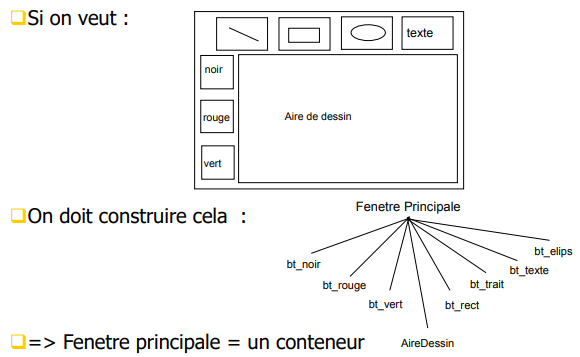 Si on veut :
texte
noir
rouge
Aire de dessin
vert
On doit construire cela :
Fenetre Principale
bt_noir
bt_rouge
bt_vert
AireDessin
bt_rect
bt_trait
bt_texte
bt_elips
=> Fenetre principale = un conteneur